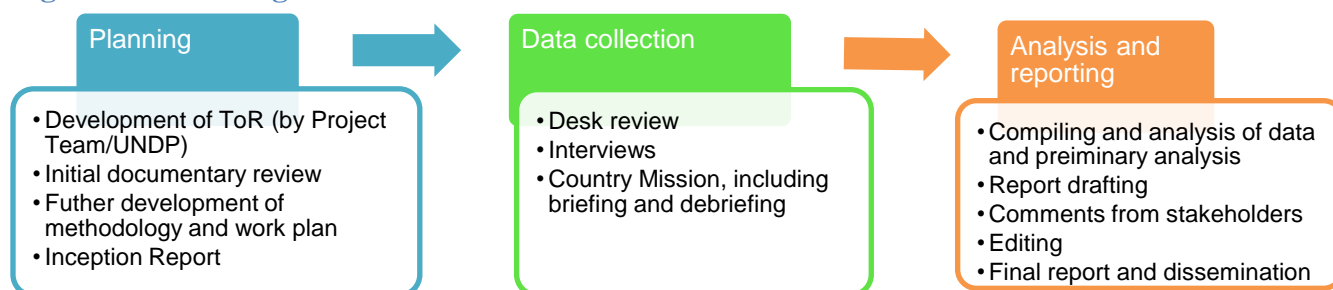 Planning
• Development of ToR (by Project
Team/UNDP)
• Initial documentary review
• Futher development of
methodology and work plan
• Inception Report
Data collection
• Desk review
• Interviews
• Country Mission, including
briefing and debriefing
Analysis and
reporting
• Compiling and analysis of data
and preiminary analysis
• Report drafting
• Comments from stakeholders
• Editing
• Final report and dissemination